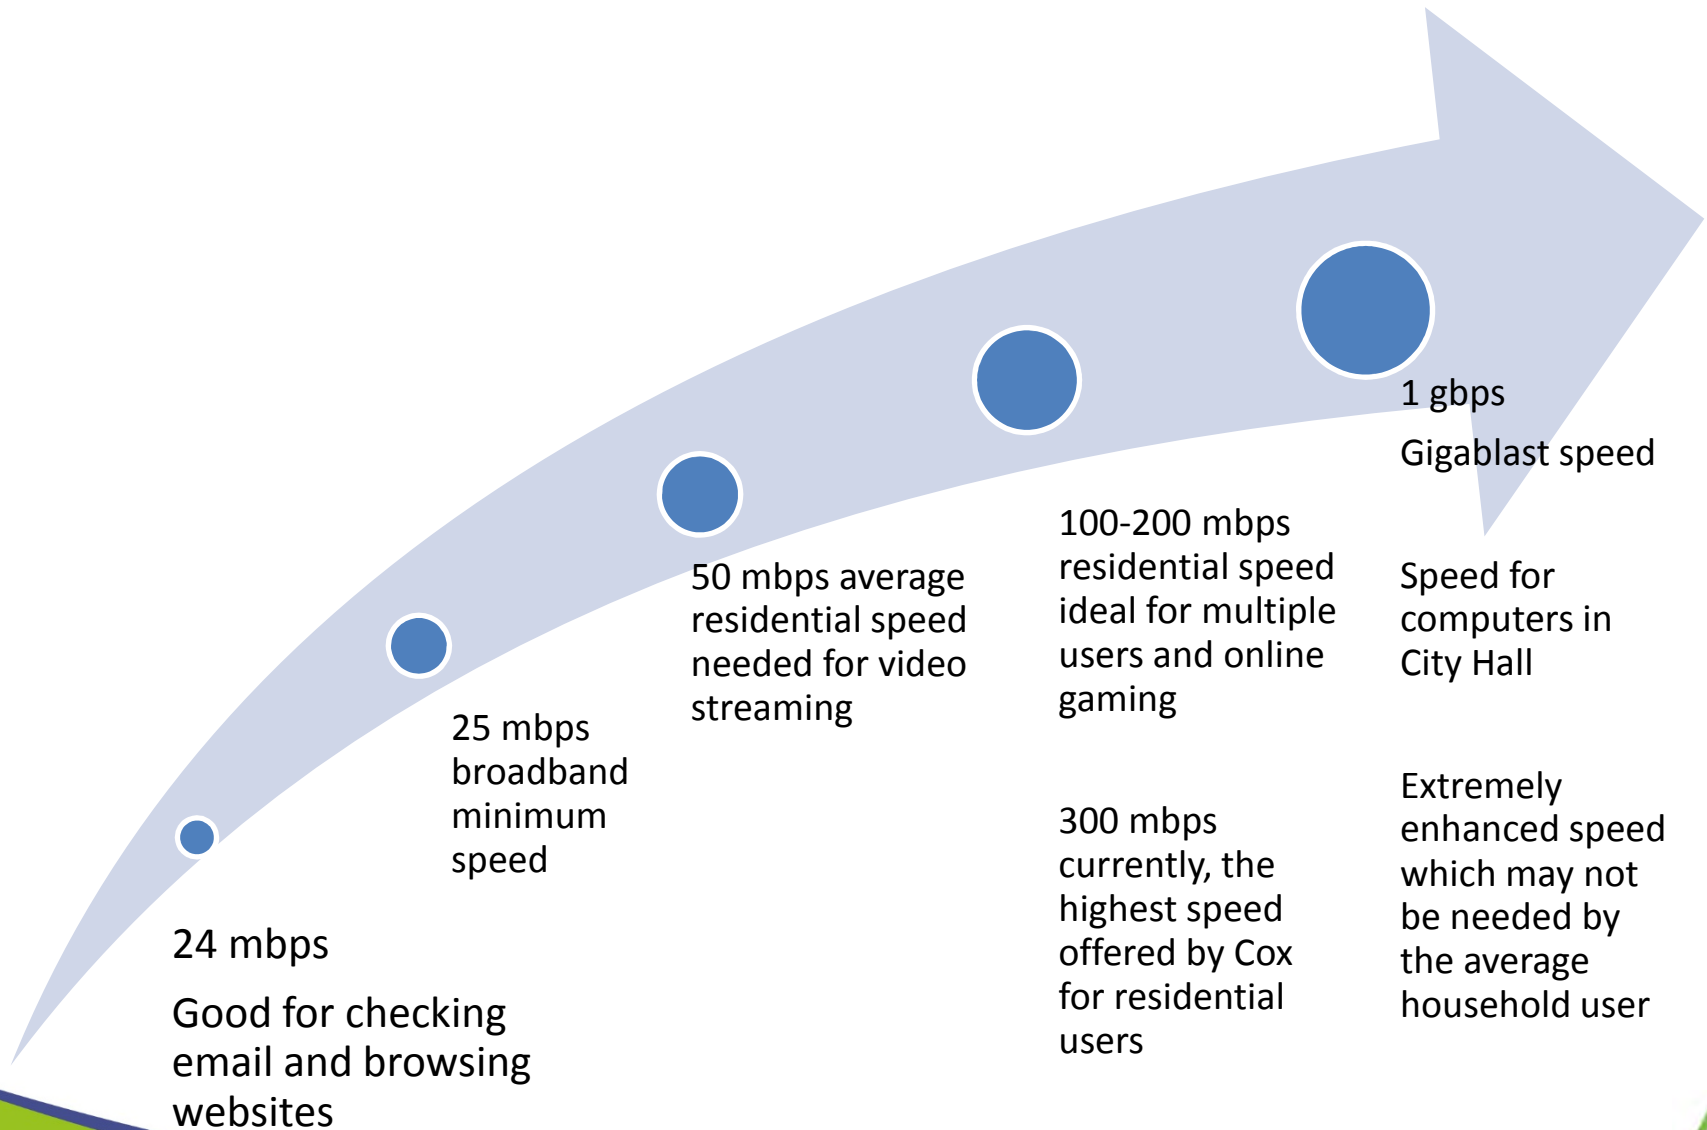 24 mbps
Good for checking
email and browsing
websites
25 mbps
broadband
minimum
speed
50 mbps average
residential speed
needed for video
streaming
100-200 mbps
residential speed
ideal for multiple
users and online
gaming
300 mbps
currently, the
highest speed
offered by Cox
for residential
users
1 gbps
Gigablast speed
Speed for
computers in
City Hall
Extremely
enhanced speed
which may not
be needed by
the average
household user